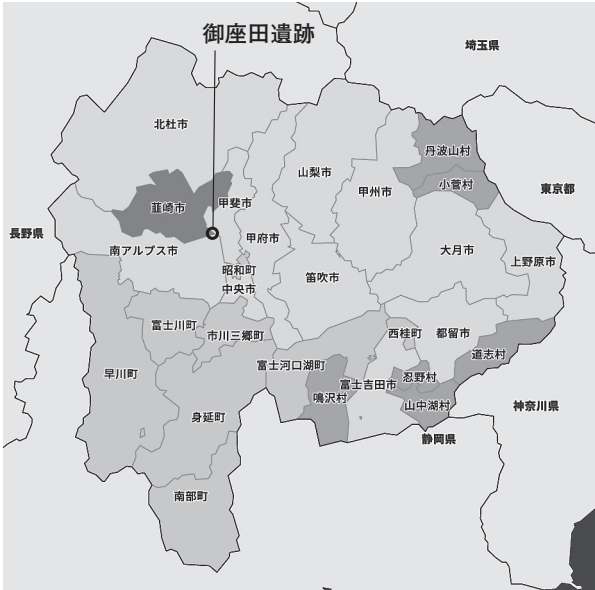 御座田遺跡
埼玉県
北杜市
丹波山村
山梨市
小菅村
甲州市
東京都
韮崎市
甲斐市
長野県
甲府市
南アルプス市
大月市
上野原市
昭和町
笛吹市
中央市
富士川町
市川三郷町
西桂町
都留市
道志村
富士河口湖町
早川町
忍野村
富士吉田市
鳴沢村
山中湖村
神奈川県
身延町
静岡県
南部町